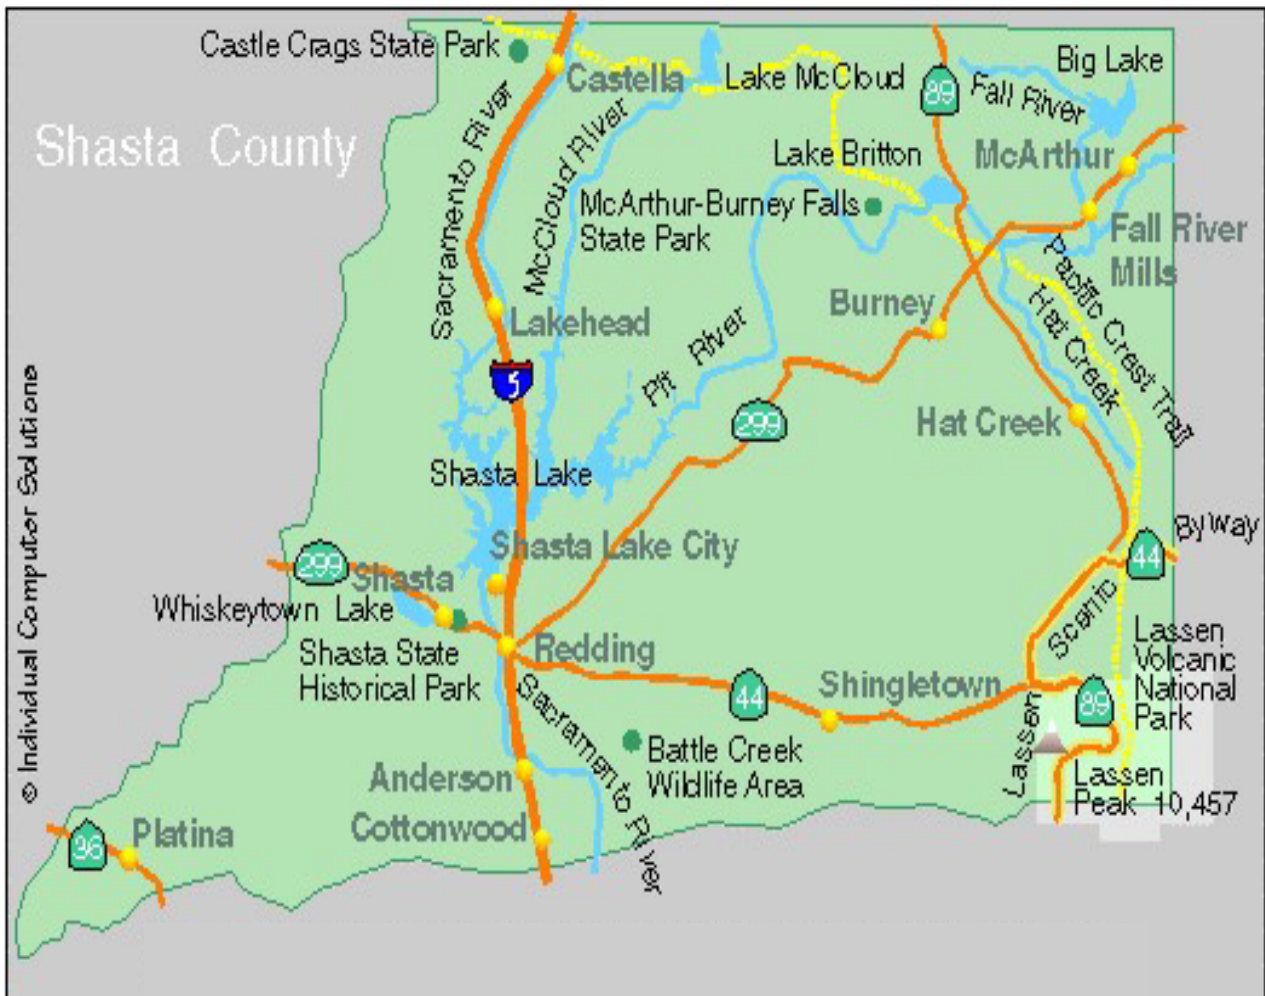 Castle Crags State Park
Castella
Lake McCloud
89
Fall River
Big Lake
Shasta County
Sacramento River
McCloud River
Lake Britton
McArthur
McArthur-Burney Falls
State Park
Fall River
Mills
Pacific Crest Trail
Burney
Hat Creek
Lakehead
Pit River
5
299
Hat Creek
Shasta Lake
Shasta Lake City
299
Shasta
44
ByWay
Whiskeytown Lake
Shasta State
Historical Park
Redding
Scenic
Lassen
Volcanic
National
Park
Shingletown
44
89
Sacramento River
Battle Creek
Wildlife Area
Lassen
Lassen
Peak 10,457
Anderson
Cottonwood
36
Platina
© Individual Computer Solutions